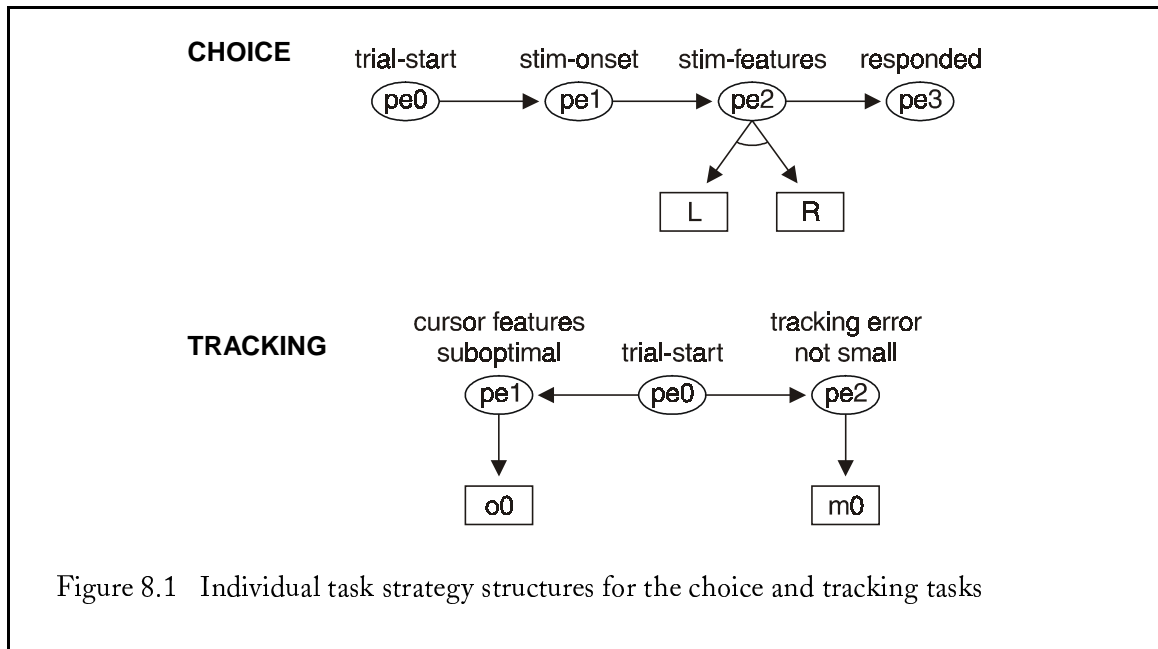 CHOICE
trial-start stim-onset stim-features responded
pe0 pe1 pe2 pe3
L R
TRACKING
cursor features suboptimal
trial-start
tracking error not small
pe1 pe0 pe2
o0 m0
Figure 8.1 Individual task strategy structures for the choice and tracking tasks